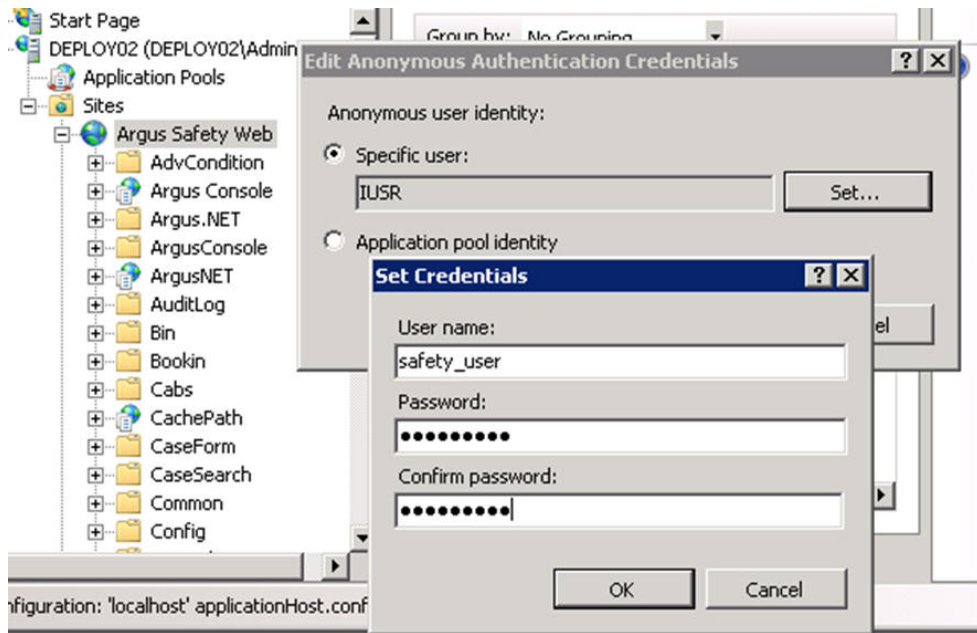 Start Page
DEPLOY02 (DEPLOY02\Admin
Application Pools
Sites
Argus Safety Web
AdvCondition
Argus Console
Argus.NET
ArgusConsole
ArgusNET
AuditLog
Bin
Bookin
Cabs
CachePath
CaseForm
CaseSearch
Common
Config
Group by: No Grouping
Edit Anonymous Authentication Credentials
Anonymous user identity:
Specific user:
IUSR
Set...
Application pool identity
el
Set Credentials
User name:
safety_user
Password:
●●●●●●●●●
Confirm password:
●●●●●●●●●
OK
Cancel
nfiguration: 'localhost' applicationHost.conf